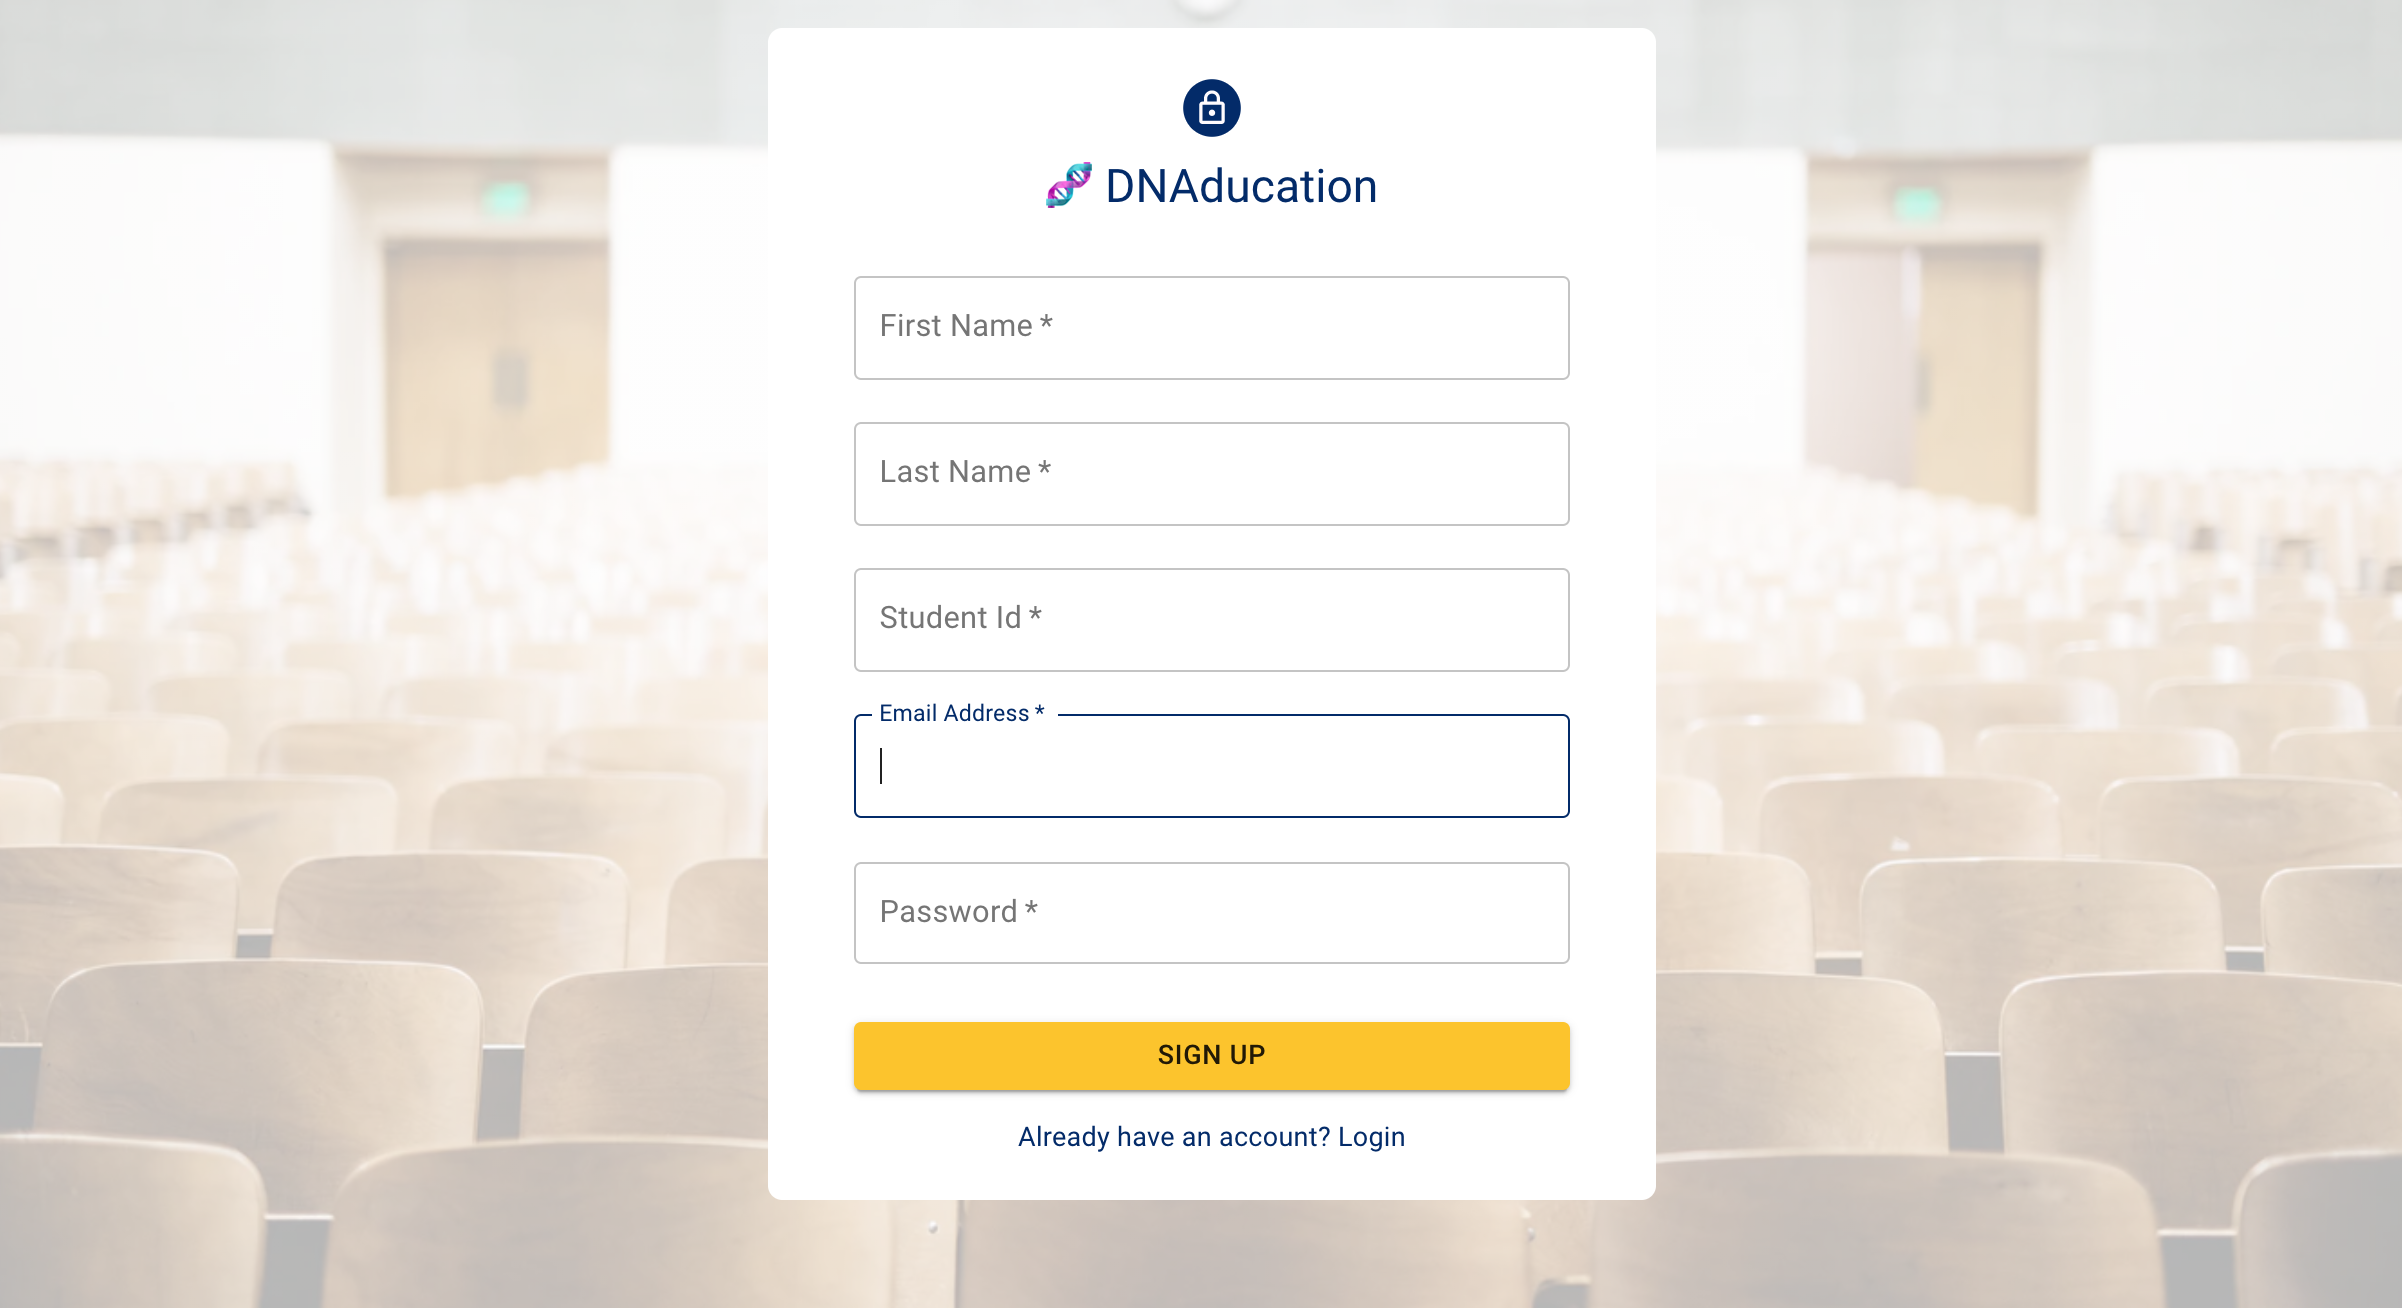 🧬 DNAducation
First Name *
Last Name *
Student Id *
Email Address *
Password *
SIGN UP
Already have an account? Login